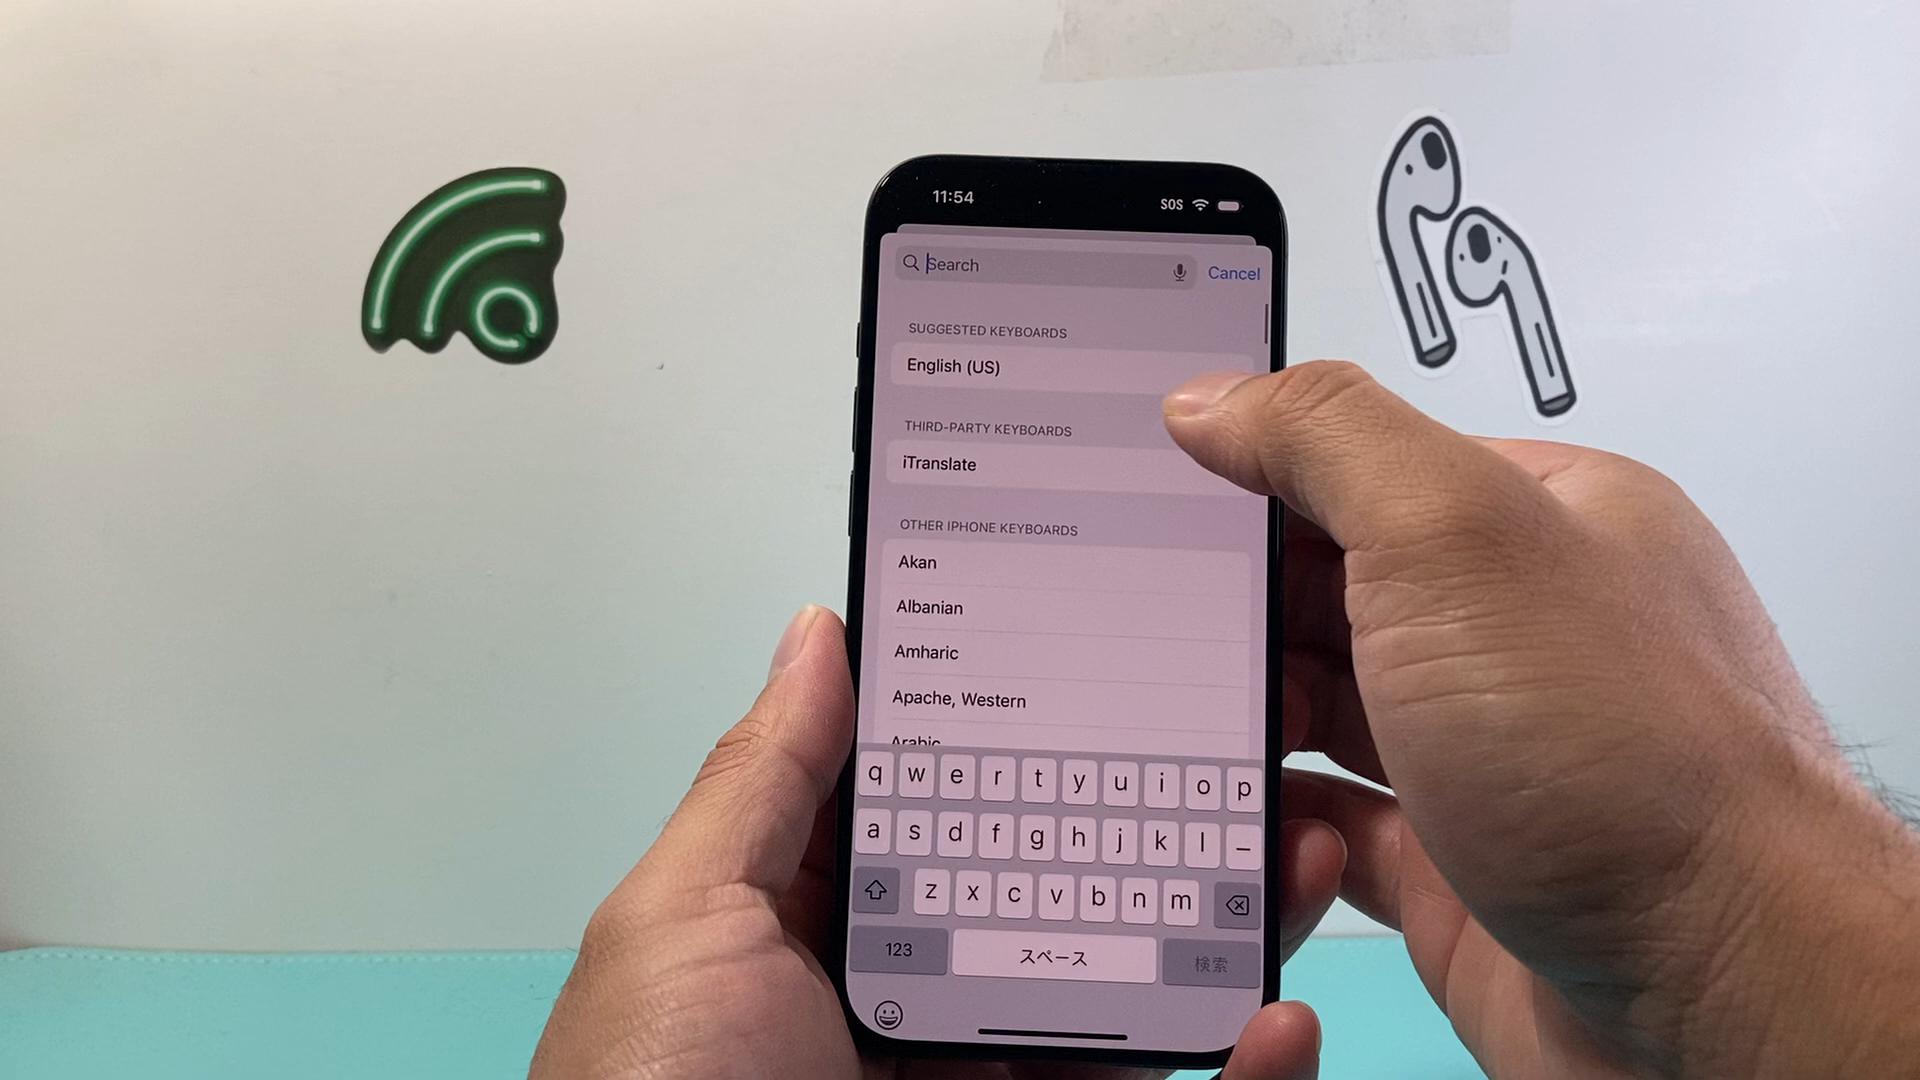 11:54 SOS
Search Cancel
SUGGESTED KEYBOARDS
English (US)
THIRD-PARTY KEYBOARDS
iTranslate
OTHER IPHONE KEYBOARDS
Akan
Albanian
Amharic
Apache, Western
Arabic
q w e r t y u i o p
a s d f g h j k l ー
z x c v b n m
123 スペース 検索